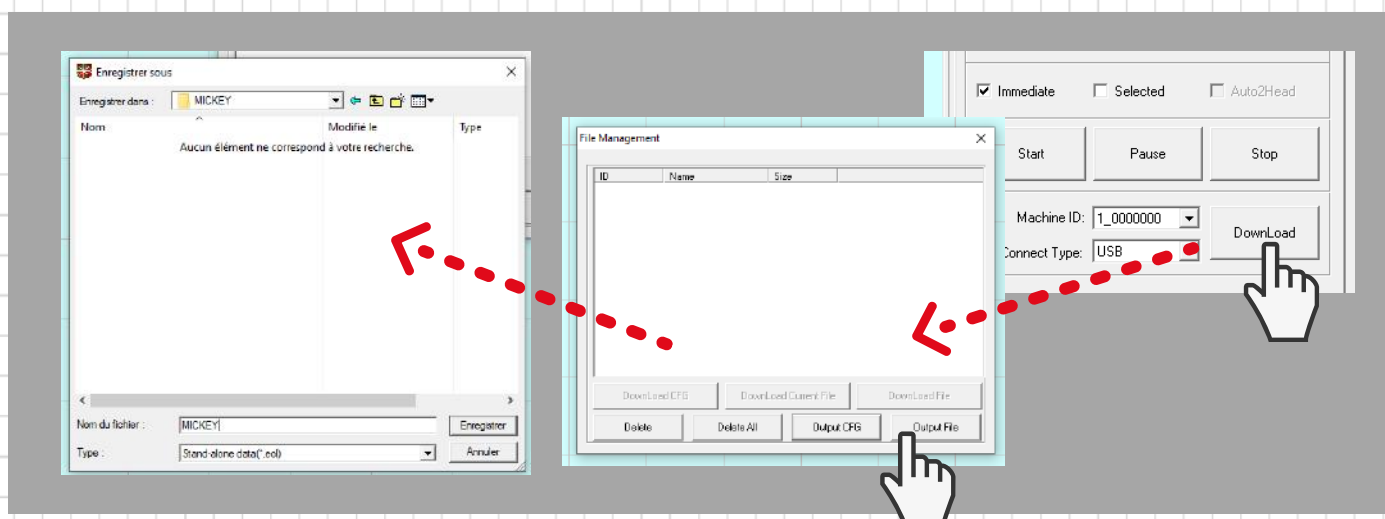 Enregistrer sous
Enregistrer dans :
MICKEY
Nom
Modifié le
Type
Aucun élément ne correspond à votre recherche.
Nom du fichier :
MICKEY
Enregistrer
Type :
Stand-alone data(*.eol)
Annuler
File Management
ID
Name
Size
DownLoad CFG
DownLoad Current File
DownLoad File
Delete
Delete All
Output CFG
Output File
Immediate
Selected
Auto2Head
Start
Pause
Stop
Machine ID:
1_0000000
DownLoad
Connect Type:
USB